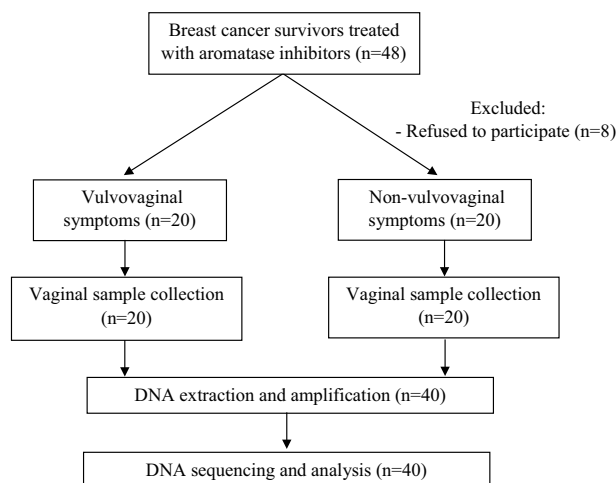 Breast cancer survivors treated
with aromatase inhibitors (n=48)
Excluded:
- Refused to participate (n=8)
Vulvovaginal
symptoms (n=20)
Non-vulvovaginal
symptoms (n=20)
Vaginal sample collection
(n=20)
Vaginal sample collection
(n=20)
DNA extraction and amplification (n=40)
DNA sequencing and analysis (n=40)